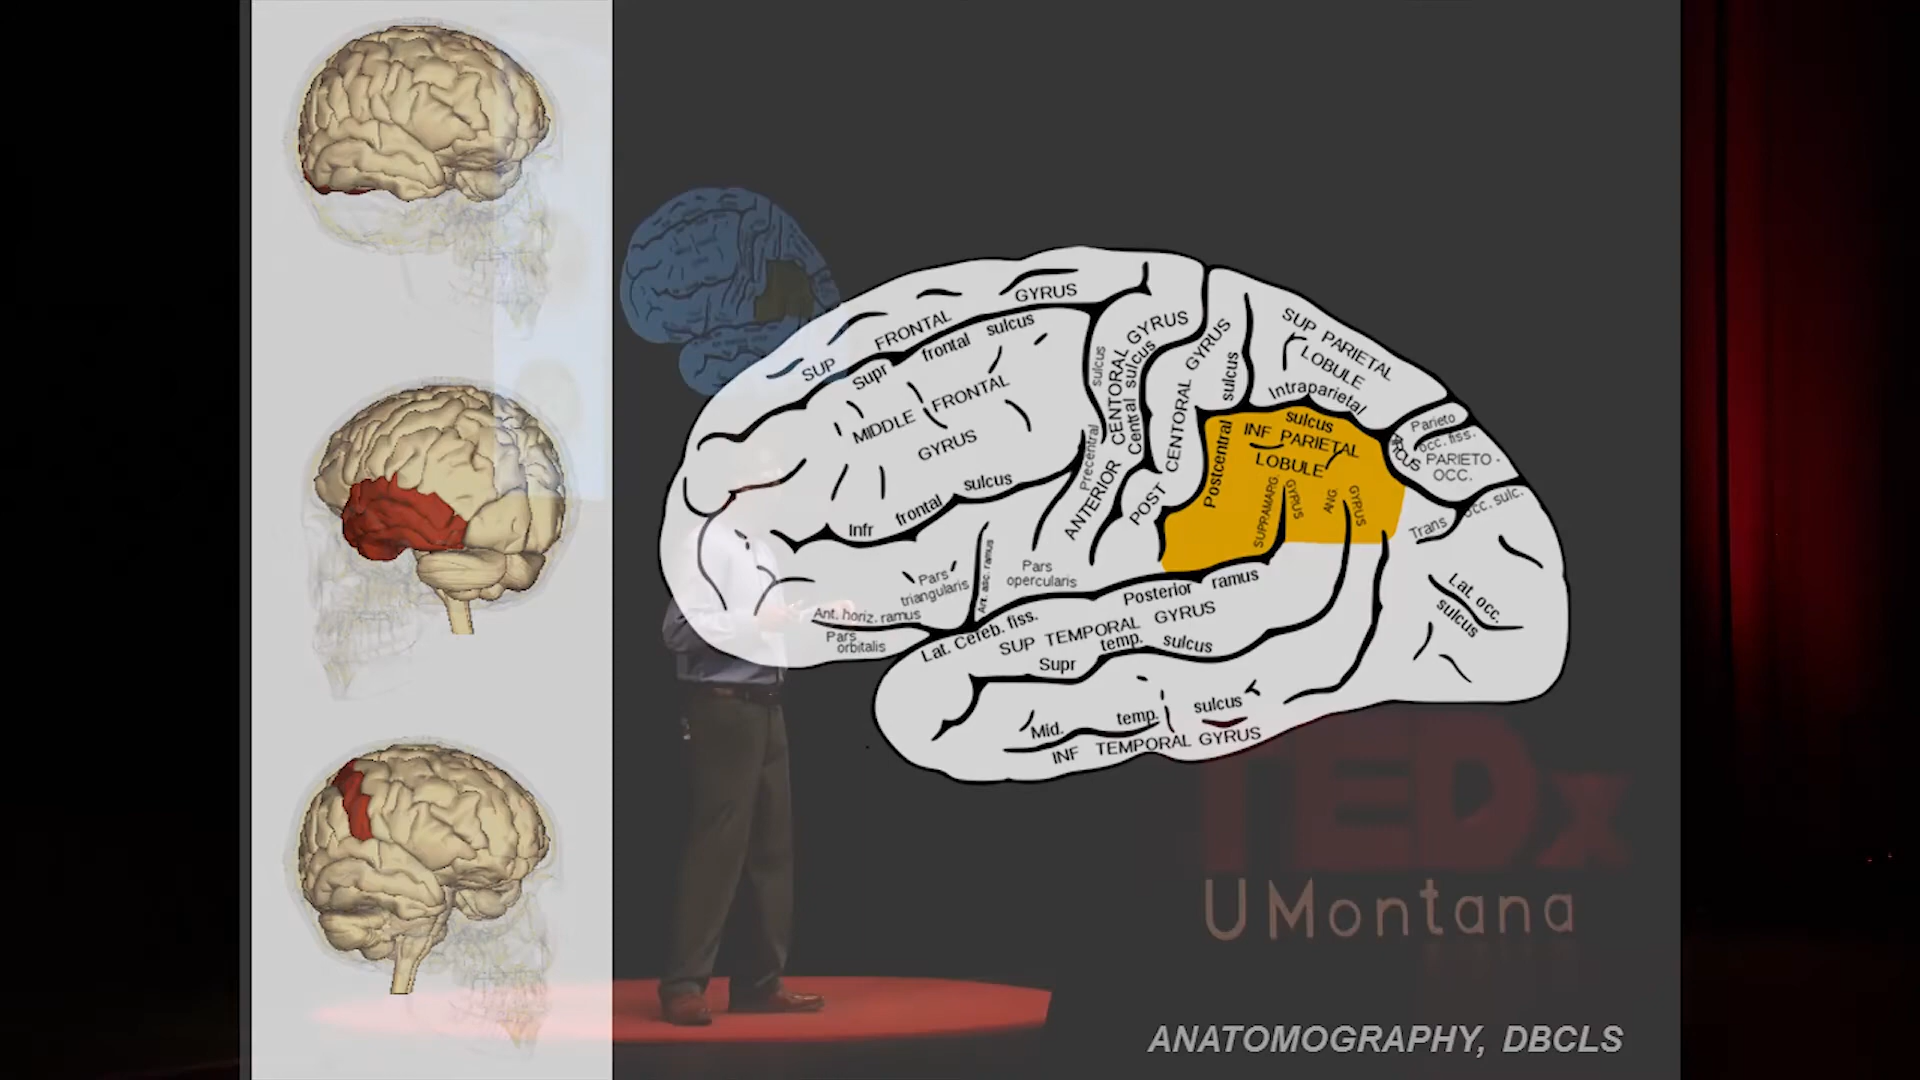 GYRUS
SUP FRONTAL
Supr frontal sulcus
MIDDLE FRONTAL
GYRUS
Infr frontal sulcus
Precentral sulcus
ANTERIOR CENTORAL GYRUS
Central sulcus
POST CENTORAL GYRUS
Postcentral sulcus
SUP PARIETAL
LOBULE
Intraparietal
sulcus
INF PARIETAL
LOBULE
SUPRAMARG
GYRUS
ANG
GYRUS
ARCUS
Parieto
occ. fiss.
PARIETO -
OCC.
Trans occ. sulc.
Lat. occ.
sulcus
Pars
triangularis
Ant. asc. ramus
Pars
opercularis
Ant. horiz. ramus
Pars
orbitalis
Lat. Cereb. fiss.
Posterior ramus
SUP TEMPORAL GYRUS
Supr temp. sulcus
Mid. temp. sulcus
INF TEMPORAL GYRUS
TEDx
UMontana
ANATOMOGRAPHY, DBCLS